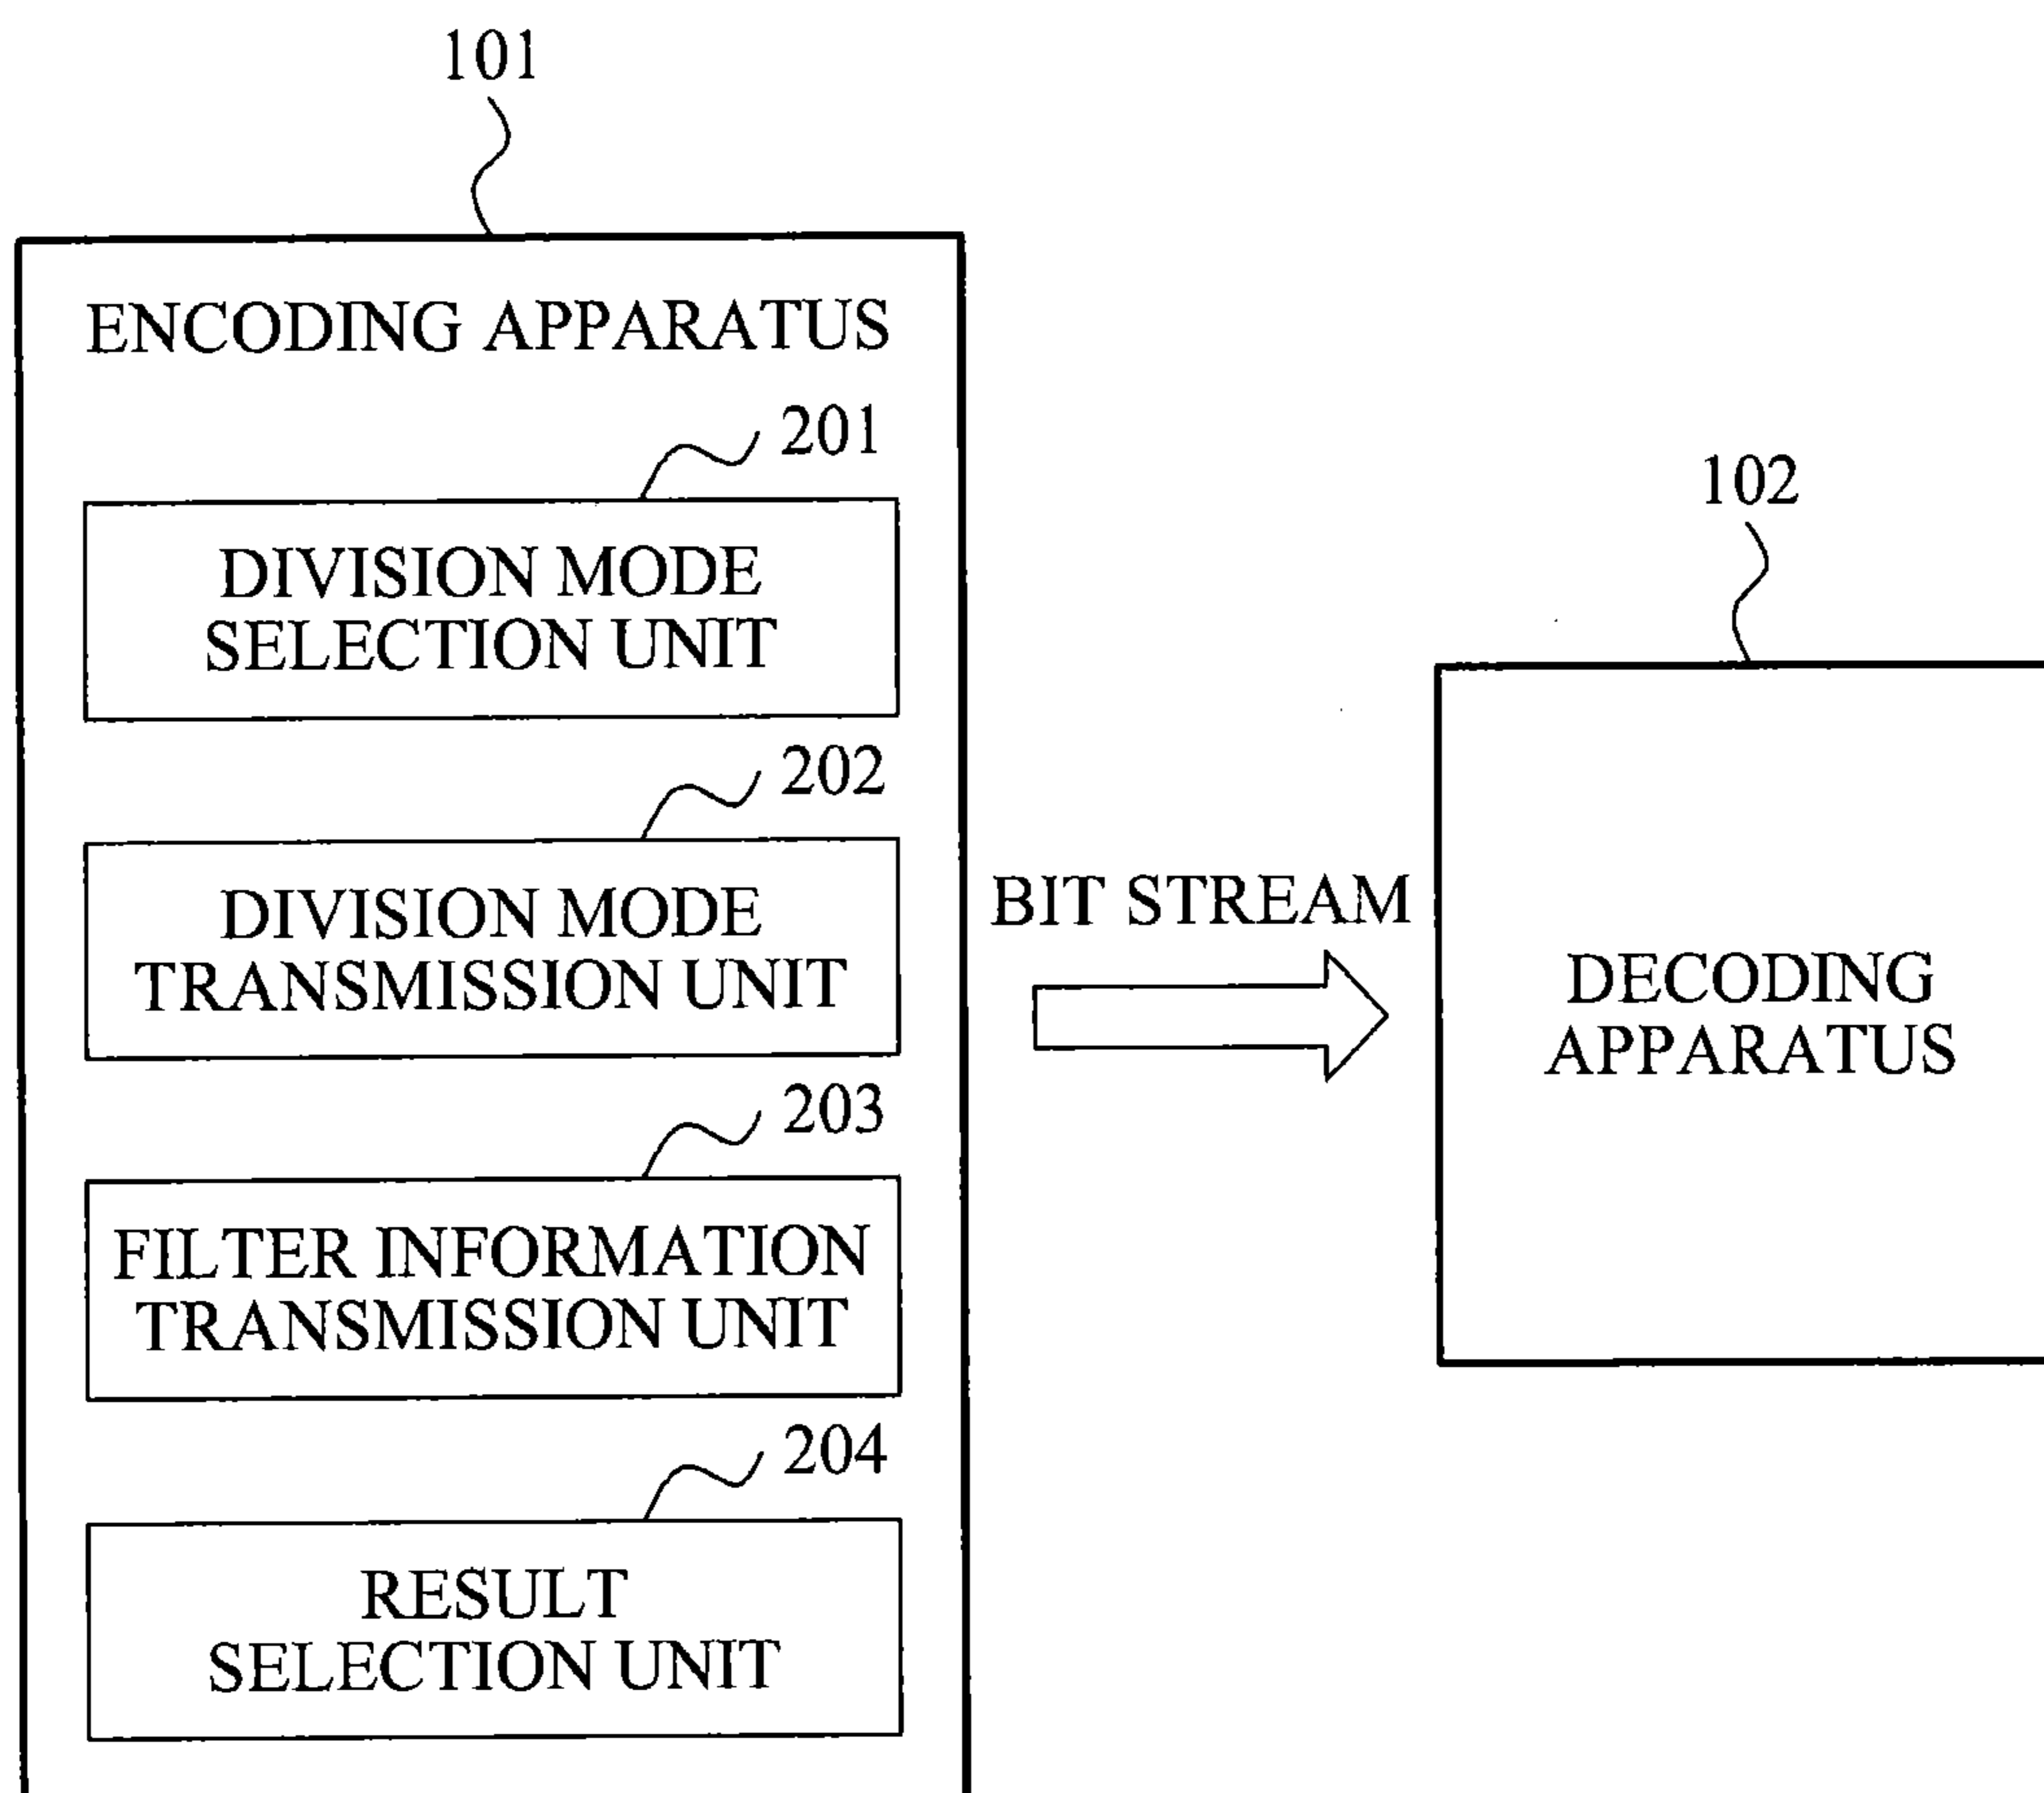 101
ENCODING APPARATUS
201
DIVISION MODE
SELECTION UNIT
202
DIVISION MODE
TRANSMISSION UNIT
203
FILTER INFORMATION
TRANSMISSION UNIT
204
RESULT
SELECTION UNIT
BIT STREAM
102
DECODING
APPARATUS